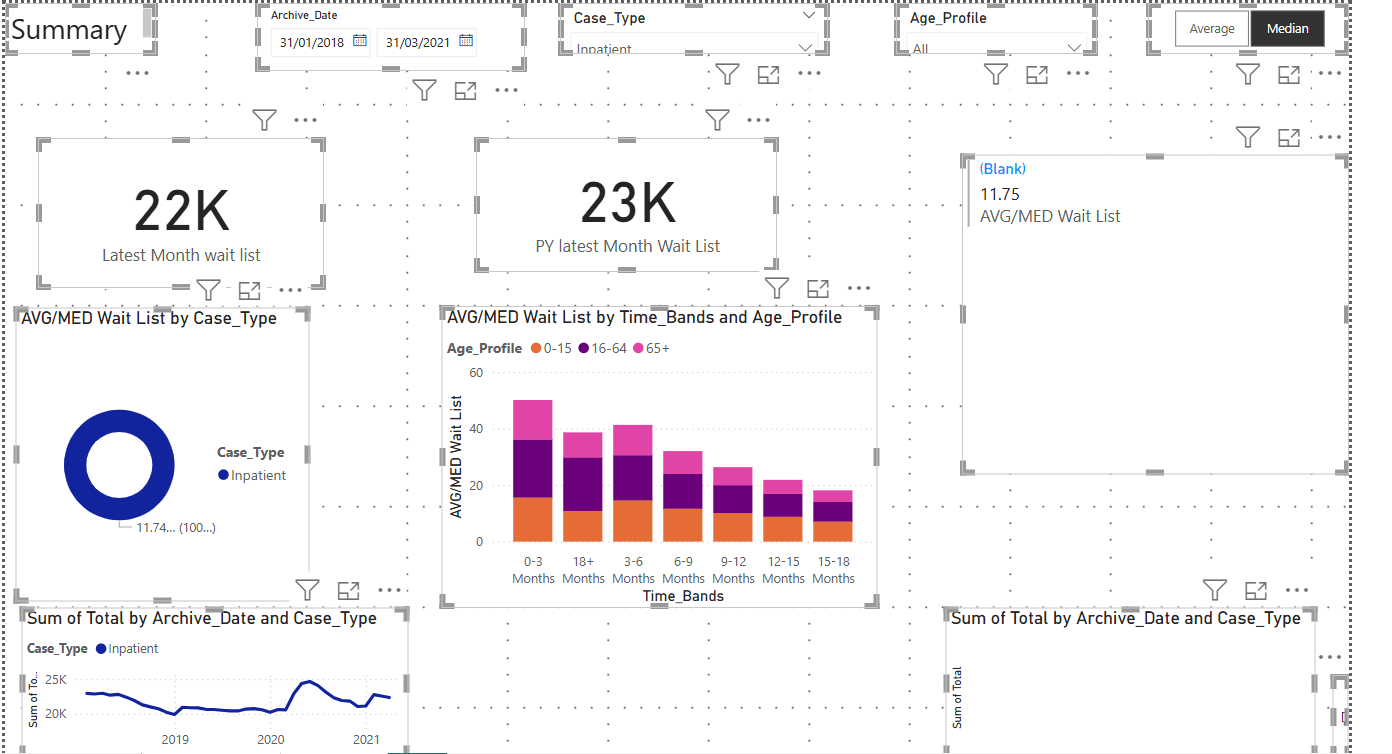 Summary
Archive_Date
31/01/2018
31/03/2021
Case_Type
Inpatient
Age_Profile
All
Average
Median
22K
Latest Month wait list
23K
PY latest Month Wait List
(Blank)
11.75
AVG/MED Wait List
AVG/MED Wait List by Case_Type
Case_Type
Inpatient
11.74... (100...)
AVG/MED Wait List by Time_Bands and Age_Profile
Age_Profile 0-15 16-64 65+
AVG/MED Wait List
60
40
20
0
0-3 Months
18+ Months
3-6 Months
6-9 Months
9-12 Months
12-15 Months
15-18 Months
Time_Bands
Sum of Total by Archive_Date and Case_Type
Case_Type Inpatient
Sum of To...
25K
20K
2019 2020 2021
Sum of Total by Archive_Date and Case_Type
Sum of Total